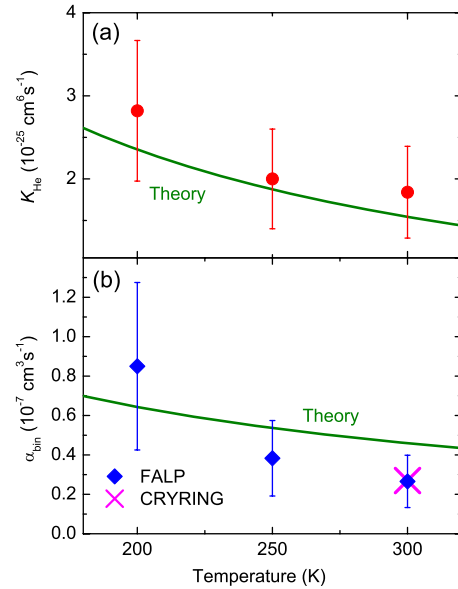 (a)
4
3
2
K_He (10^-25 cm^6 s^-1)
Theory
(b)
1.2
1.0
0.8
0.6
0.4
0.2
0.0
α_bin (10^-7 cm^3 s^-1)
Theory
FALP
CRYRING
200 250 300
Temperature (K)